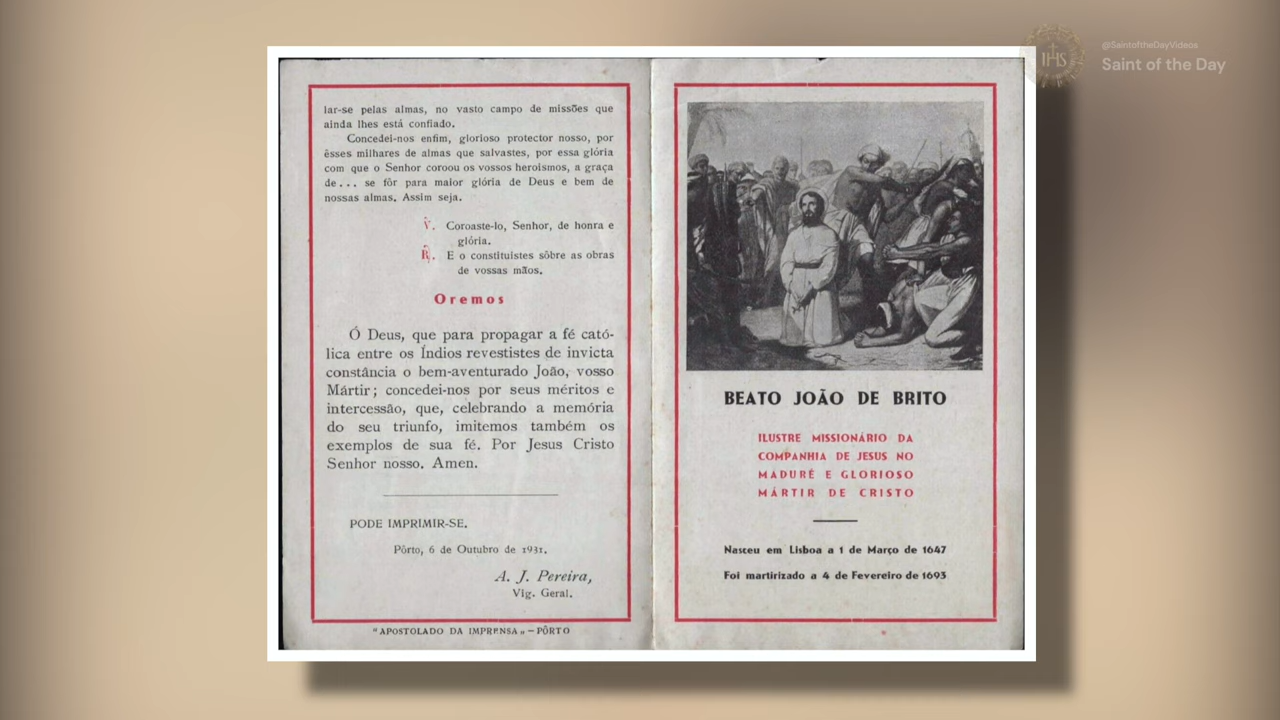 lar-se pelas almas, no vasto campo de missões que
ainda lhes está confiado.
Concedei-nos enfim, glorioso protector nosso, por
êsses milhares de almas que salvastes, por essa glória
com que o Senhor coroou os vossos heroísmos, a graça
de... se fôr para maior glória de Deus e bem de
nossas almas. Assim seja.
V. Coroaste-lo, Senhor, de honra e
glória.
R. E o constituístes sôbre as obras
de vossas mãos.
Oremos
Ó Deus, que para propagar a fé cató-
lica entre os Índios revestistes de invicta
constância o bem-aventurado João, vosso
Mártir; concedei-nos por seus méritos e
intercessão, que, celebrando a memória
do seu triunfo, imitemos também os
exemplos de sua fé. Por Jesus Cristo
Senhor nosso. Amen.
PODE IMPRIMIR-SE.
Pôrto, 6 de Outubro de 1931.
A. J. Pereira,
Vig. Geral.
"APOSTOLADO DA IMPRENSA„ — PÔRTO
BEATO JOÃO DE BRITO
ILUSTRE MISSIONÁRIO DA
COMPANHIA DE JESUS NO
MADURÉ E GLORIOSO
MÁRTIR DE CRISTO
Nasceu em Lisboa a 1 de Março de 1647
Foi martirizado a 4 de Fevereiro de 1693
IHS
@SaintoftheDayVideos
Saint of the Day